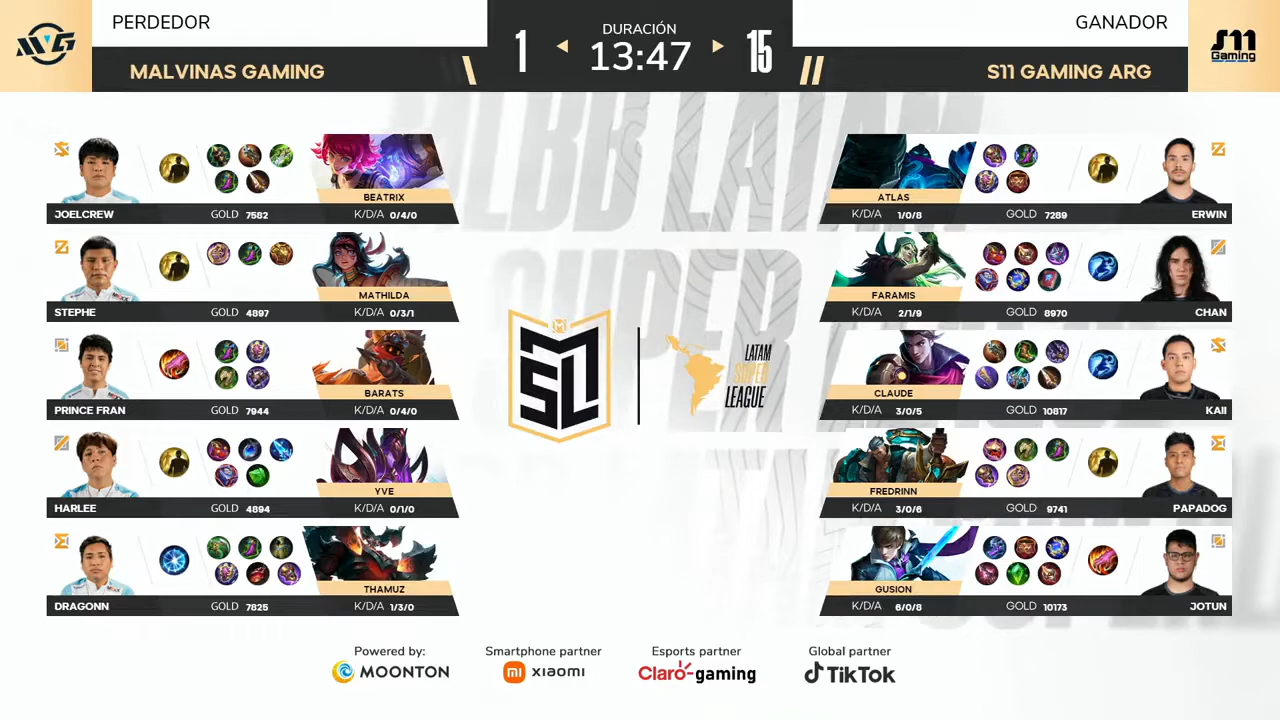 PERDEDOR
MALVINAS GAMING
1
DURACIÓN
13:47
15
GANADOR
S11 GAMING ARG
S11
Gaming
BEATRIX
JOELCREW GOLD 7582 K/D/A 0/4/0
MATHILDA
STEPHE GOLD 4897 K/D/A 0/3/1
BARATS
PRINCE FRAN GOLD 7944 K/D/A 0/4/0
YVE
HARLEE GOLD 4894 K/D/A 0/1/0
THAMUZ
DRAGONN GOLD 7825 K/D/A 1/3/0
MSL
LATAM
SUPER
LEAGUE
ATLAS
K/D/A 1/0/8 GOLD 7289 ERWIN
FARAMIS
K/D/A 2/1/9 GOLD 8970 CHAN
CLAUDE
K/D/A 3/0/5 GOLD 10817 KAII
FREDRINN
K/D/A 3/0/6 GOLD 9741 PAPADOG
GUSION
K/D/A 6/0/8 GOLD 10173 JOTUN
Powered by:
MOONTON
Smartphone partner
mi xiaomi
Esports partner
Claro-gaming
Global partner
TikTok